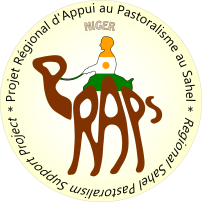 * Projet Régional d'Appui au Pastoralisme au Sahel *
Regional Sahel Pastoralism Support Project
NIGER
PRAPS